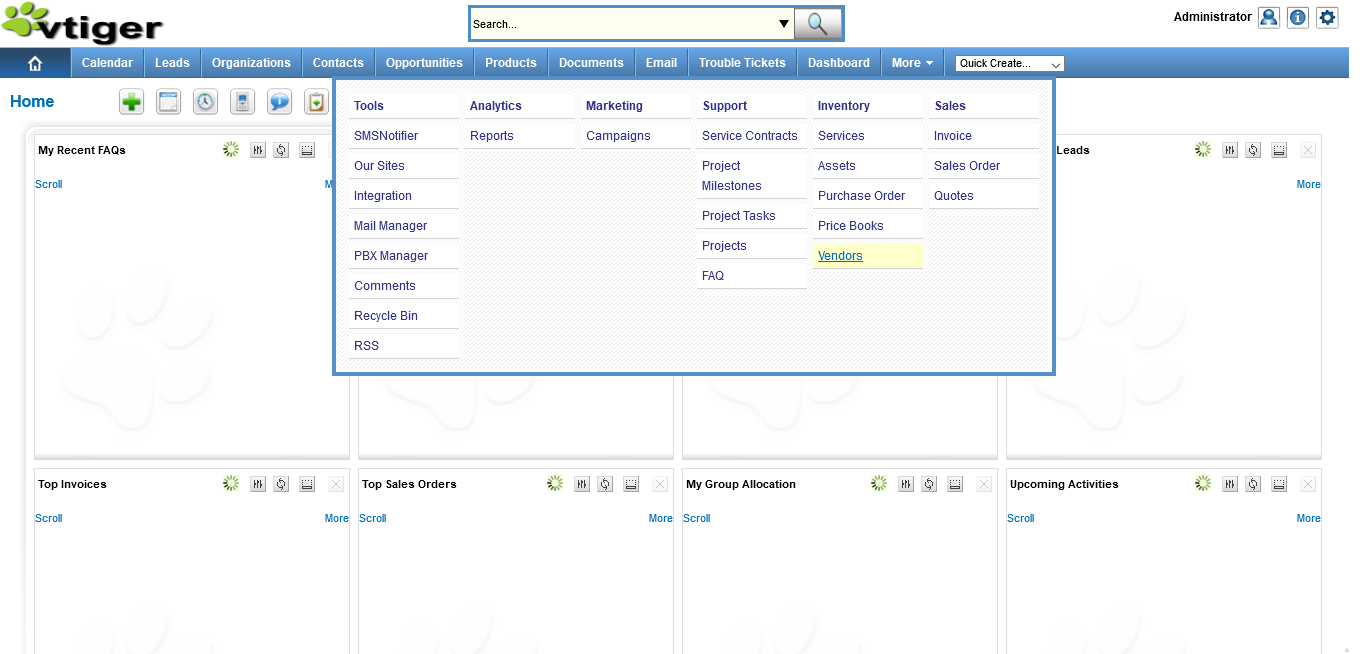 vtiger
Search...
Administrator
Calendar Leads Organizations Contacts Opportunities Products Documents Email Trouble Tickets Dashboard More Quick Create...
Home
Tools
SMSNotifier
Our Sites
Integration
Mail Manager
PBX Manager
Comments
Recycle Bin
RSS
Analytics
Reports
Marketing
Campaigns
Support
Service Contracts
Project
Milestones
Project Tasks
Projects
FAQ
Inventory
Services
Assets
Purchase Order
Price Books
Vendors
Sales
Invoice
Sales Order
Quotes
My Recent FAQs
Scroll
Leads
More
Top Invoices
Scroll More
Top Sales Orders
Scroll More
My Group Allocation
Scroll
Upcoming Activities
Scroll More